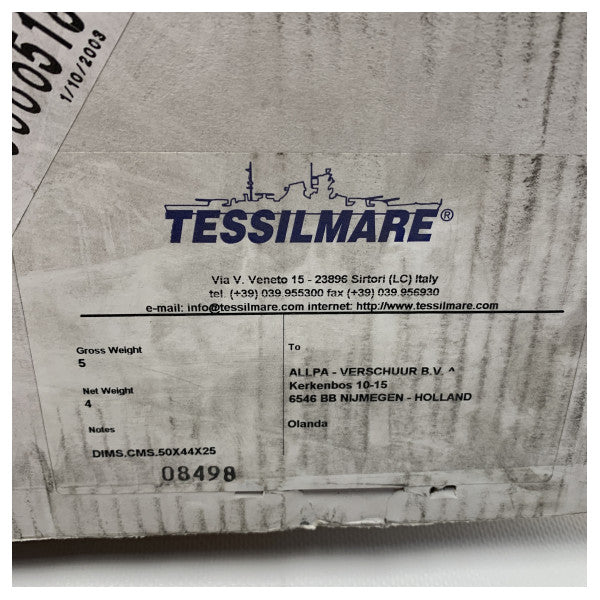 1/10/2003
TESSILMARE®
Via V. Veneto 15 - 23896 Sirtori (LC) Italy
tel. (+39) 039.955300 fax (+39) 039.956930
e-mail: info@tessilmare.com internet: http://www.tessilmare.com
Gross Weight
5
Net Weight
4
Notes
DIMS.CMS.50X44X25
08498
To
ALLPA - VERSCHUUR B.V. ^
Kerkenbos 10-15
6546 BB NIJMEGEN - HOLLAND
Olanda